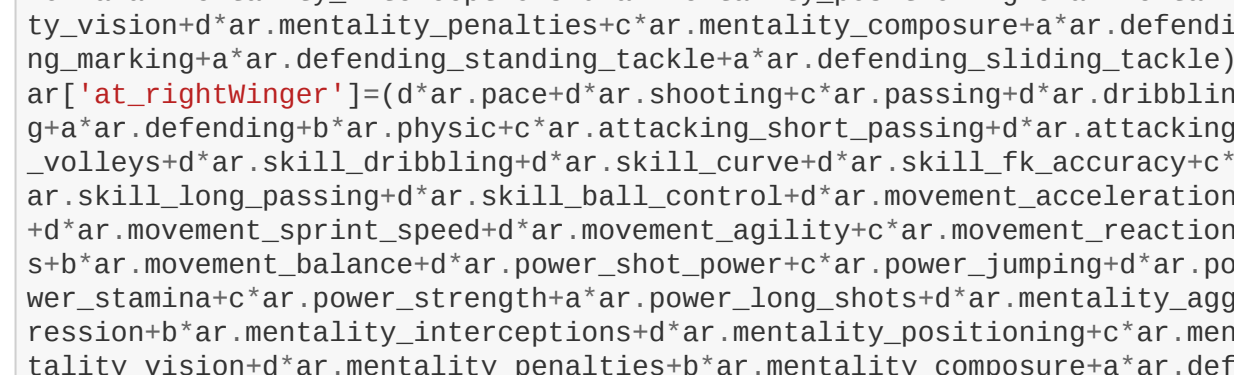 ty_vision+d*ar.mentality_penalties+c*ar.mentality_composure+a*ar.defendi
ng_marking+a*ar.defending_standing_tackle+a*ar.defending_sliding_tackle)
ar['at_rightWinger']=(d*ar.pace+d*ar.shooting+c*ar.passing+d*ar.dribblin
g+a*ar.defending+b*ar.physic+c*ar.attacking_short_passing+d*ar.attacking
_volleys+d*ar.skill_dribbling+d*ar.skill_curve+d*ar.skill_fk_accuracy+c*
ar.skill_long_passing+d*ar.skill_ball_control+d*ar.movement_acceleration
+d*ar.movement_sprint_speed+d*ar.movement_agility+c*ar.movement_reaction
s+b*ar.movement_balance+d*ar.power_shot_power+c*ar.power_jumping+d*ar.po
wer_stamina+c*ar.power_strength+a*ar.power_long_shots+d*ar.mentality_agg
ression+b*ar.mentality_interceptions+d*ar.mentality_positioning+c*ar.men
tality_vision+d*ar.mentality_penalties+b*ar.mentality_composure+a*ar.def